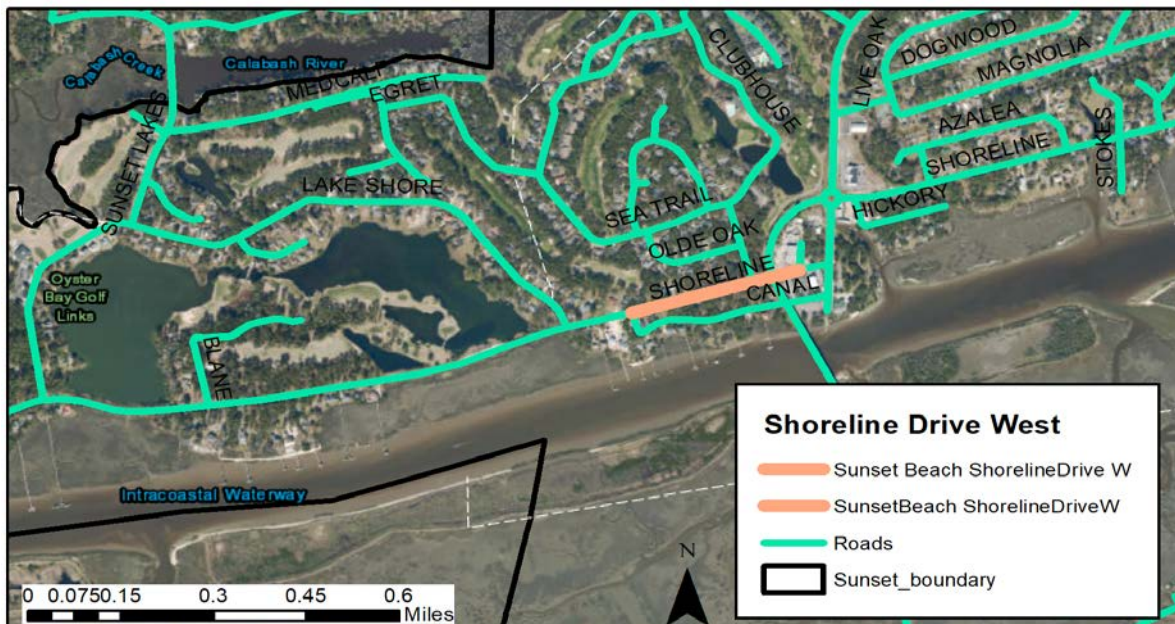 Calabash Creek
Calabash River
MEDCALF
EGRET
SUNSET LAKES
LAKE SHORE
CLUBHOUSE
LIVE OAK
DOGWOOD
MAGNOLIA
AZALEA
SHORELINE
STOKES
HICKORY
SEA TRAIL
OLDE OAK
SHORELINE
CANAL
Oyster
Bay Golf
Links
BLANE
Intracoastal Waterway
N
0 0.075 0.15 0.3 0.45 0.6
Miles
Shoreline Drive West
Sunset Beach ShorelineDrive W
SunsetBeach ShorelineDriveW
Roads
Sunset_boundary